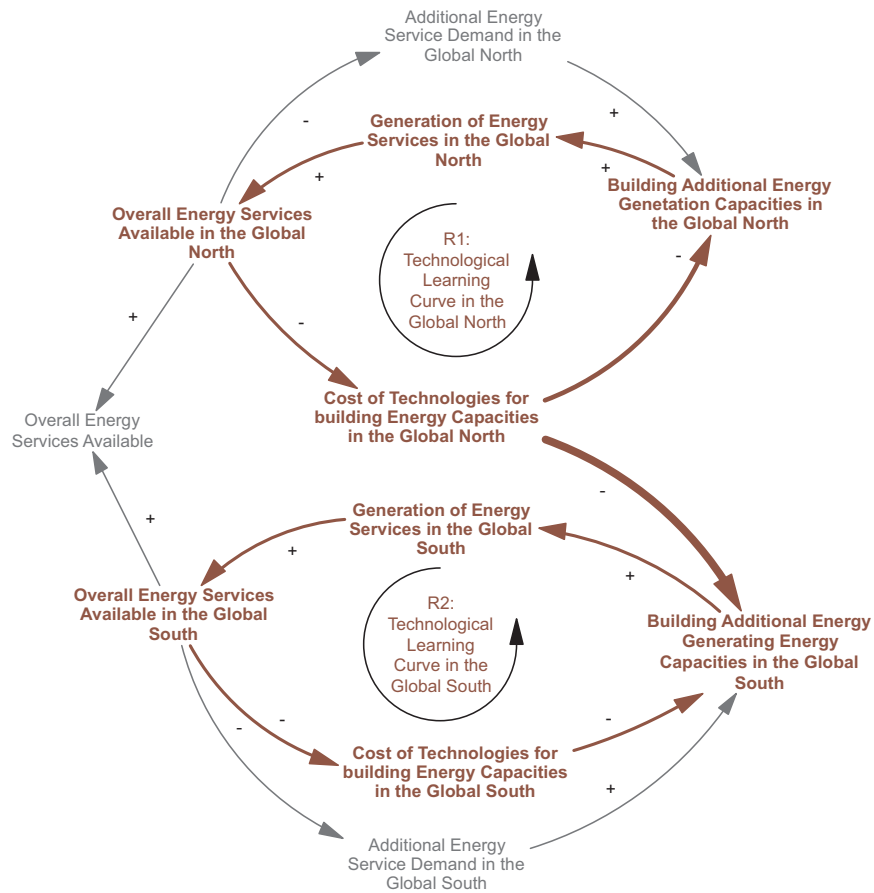 Additional Energy
Service Demand in the
Global North
-
+
Generation of Energy
Services in the Global
North
+
+
Building Additional Energy
Genetation Capacities in
the Global North
Overall Energy Services
Available in the Global
North
R1:
Technological
Learning
Curve in the
Global North
-
+
-
Cost of Technologies for
building Energy Capacities
in the Global North
Overall Energy
Services Available
-
Generation of Energy
Services in the Global
South
+
+
+
Overall Energy Services
Available in the Global
South
R2:
Technological
Learning
Curve in the
Global South
Building Additional Energy
Generating Energy
Capacities in the Global
South
-
-
-
Cost of Technologies for
building Energy Capacities
in the Global South
+
Additional Energy
Service Demand in the
Global South